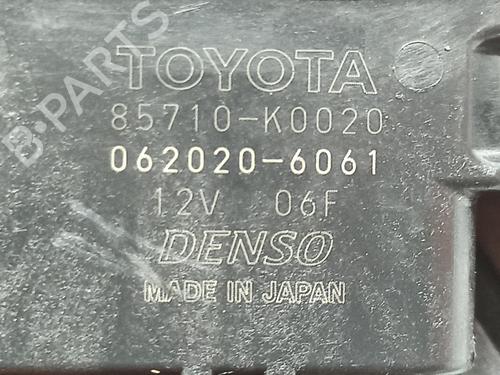 B-PARTS
TOYOTA
85710-K0020
062020-6061
12V 06F
DENSO
MADE IN JAPAN